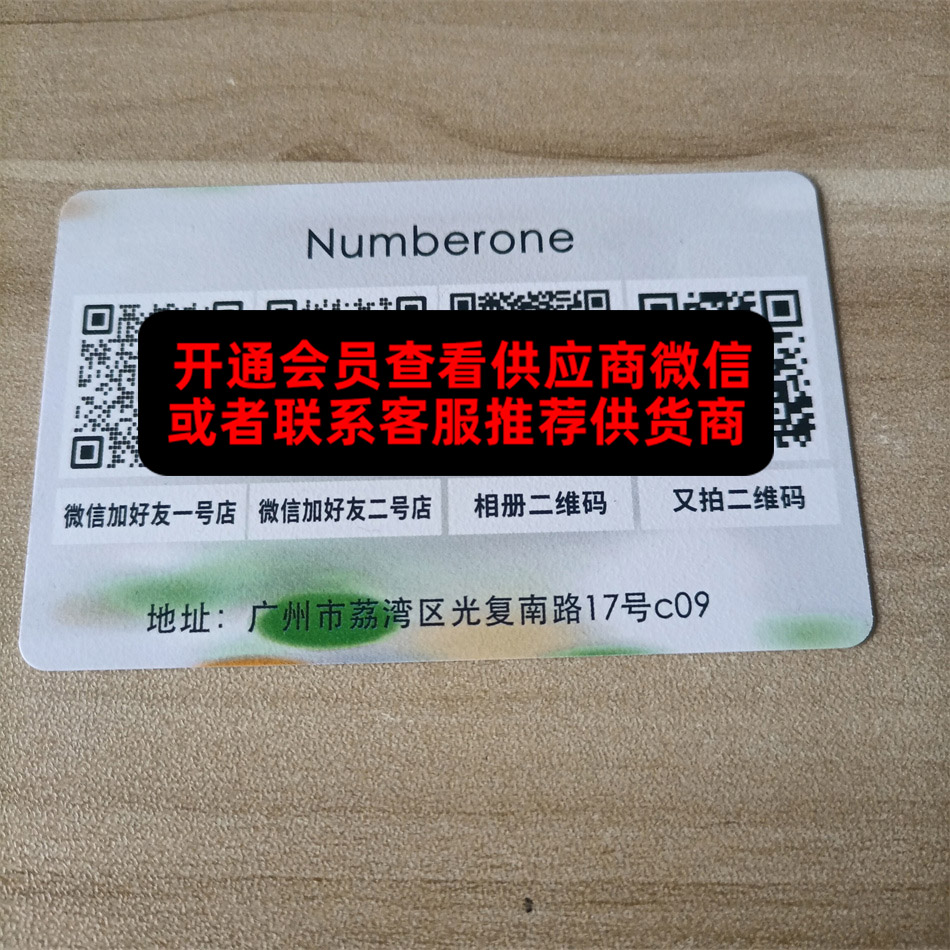 Numberone
开通会员查看供应商微信
或者联系客服推荐供货商
微信加好友一号店
微信加好友二号店
相册二维码
又拍二维码
地址：广州市荔湾区光复南路17号c09